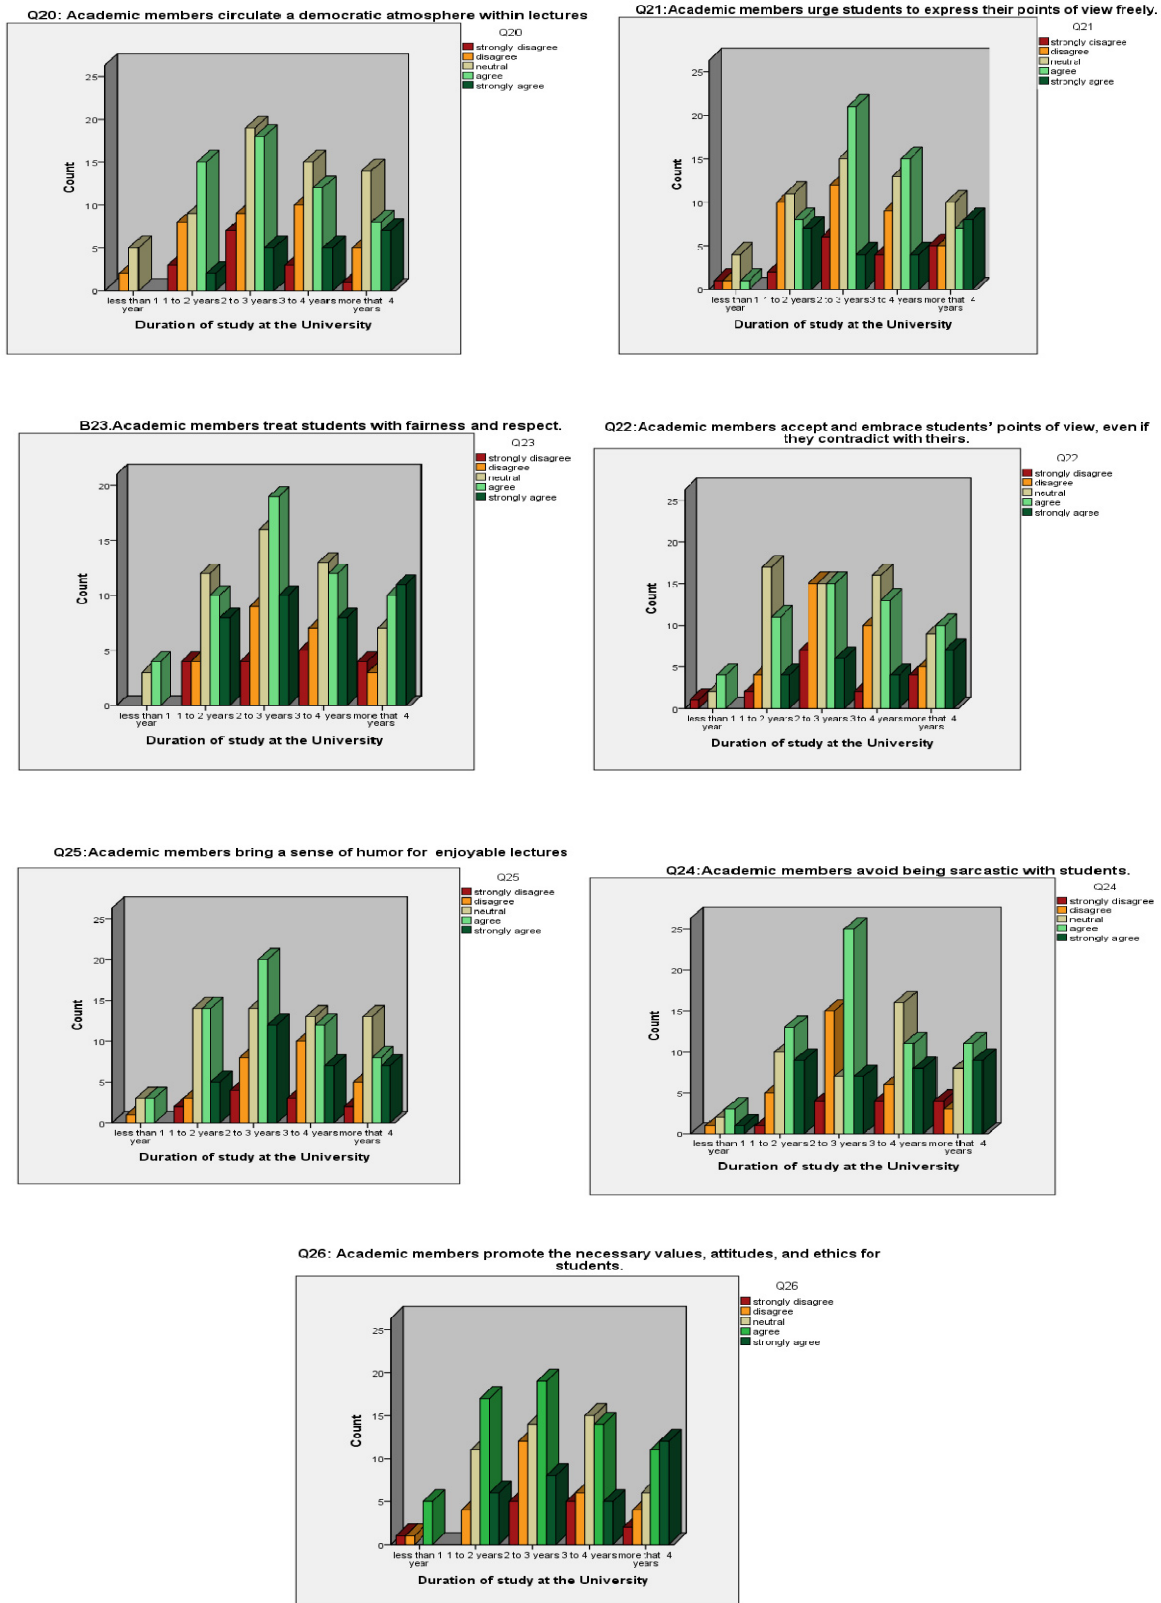 Q20: Academic members circulate a democratic atmosphere within lectures
Q20
strongly disagree
disagree
neutral
agree
strongly agree
25
20
15
10
5
0
Count
less than 1 year
1 to 2 years
2 to 3 years
3 to 4 years
more that 4 years
Duration of study at the University
Q21:Academic members urge students to express their points of view freely.
Q21
strongly disagree
disagree
neutral
agree
strongly agree
25
20
15
10
5
0
Count
less than 1 year
1 to 2 years
2 to 3 years
3 to 4 years
more that 4 years
Duration of study at the University
B23.Academic members treat students with fairness and respect.
Q23
strongly disagree
disagree
neutral
agree
strongly agree
20
15
10
5
0
Count
less than 1 year
1 to 2 years
2 to 3 years
3 to 4 years
more that 4 years
Duration of study at the University
Q22:Academic members accept and embrace students' points of view, even if
they contradict with theirs.
Q22
strongly disagree
disagree
neutral
agree
strongly agree
25
20
15
10
5
0
Count
less than 1 year
1 to 2 years
2 to 3 years
3 to 4 years
more that 4 years
Duration of study at the University
Q25:Academic members bring a sense of humor for enjoyable lectures
Q25
strongly disagree
disagree
neutral
agree
strongly agree
25
20
15
10
5
0
Count
less than 1 year
1 to 2 years
2 to 3 years
3 to 4 years
more that 4 years
Duration of study at the University
Q24:Academic members avoid being sarcastic with students.
Q24
strongly disagree
disagree
neutral
agree
strongly agree
25
20
15
10
5
0
Count
less than 1 year
1 to 2 years
2 to 3 years
3 to 4 years
more that 4 years
Duration of study at the University
Q26: Academic members promote the necessary values, attitudes, and ethics for
students.
Q26
strongly disagree
disagree
neutral
agree
strongly agree
25
20
15
10
5
0
Count
less than 1 year
1 to 2 years
2 to 3 years
3 to 4 years
more that 4 years
Duration of study at the University